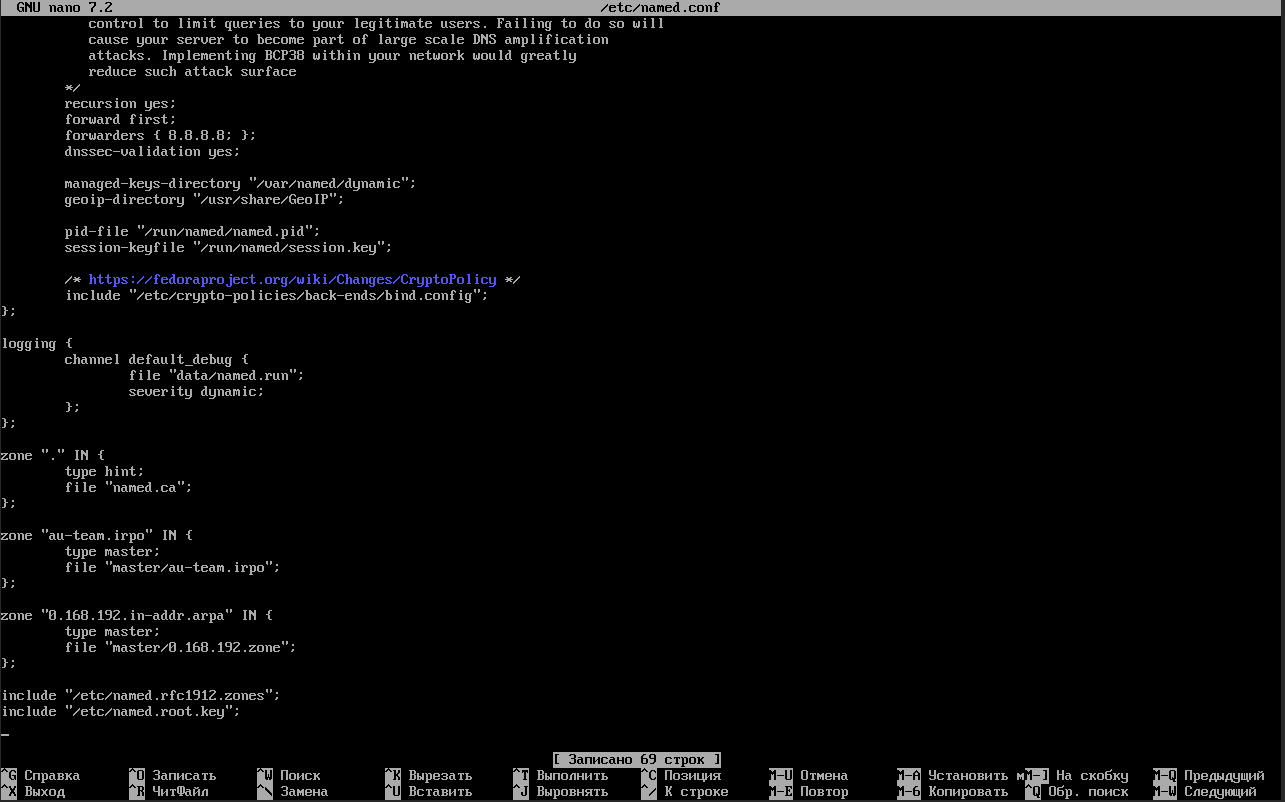 GNU nano 7.2 /etc/named.conf
control to limit queries to your legitimate users. Failing to do so will
cause your server to become part of large scale DNS amplification
attacks. Implementing BCP38 within your network would greatly
reduce such attack surface
*/
recursion yes;
forward first;
forwarders { 8.8.8.8; };
dnssec-validation yes;
managed-keys-directory "/var/named/dynamic";
geoip-directory "/usr/share/GeoIP";
pid-file "/run/named/named.pid";
session-keyfile "/run/named/session.key";
/* https://fedoraproject.org/wiki/Changes/CryptoPolicy */
include "/etc/crypto-policies/back-ends/bind.config";
};
logging {
channel default_debug {
file "data/named.run";
severity dynamic;
};
};
zone "." IN {
type hint;
file "named.ca";
};
zone "au-team.irpo" IN {
type master;
file "master/au-team.irpo";
};
zone "0.168.192.in-addr.arpa" IN {
type master;
file "master/0.168.192.zone";
};
include "/etc/named.rfc1912.zones";
include "/etc/named.root.key";
[ Записано 69 строк ]
^G Справка ^O Записать ^W Поиск ^K Вырезать ^T Выполнить ^C Позиция M-U Отмена M-A Установить м M-] На скобку M-Q Предыдущий
^X Выход ^R ЧитФайл ^\ Замена ^U Вставить ^J Выровнять ^/ К строке M-E Повтор M-6 Копировать ^Q Обр. поиск M-W Следующий